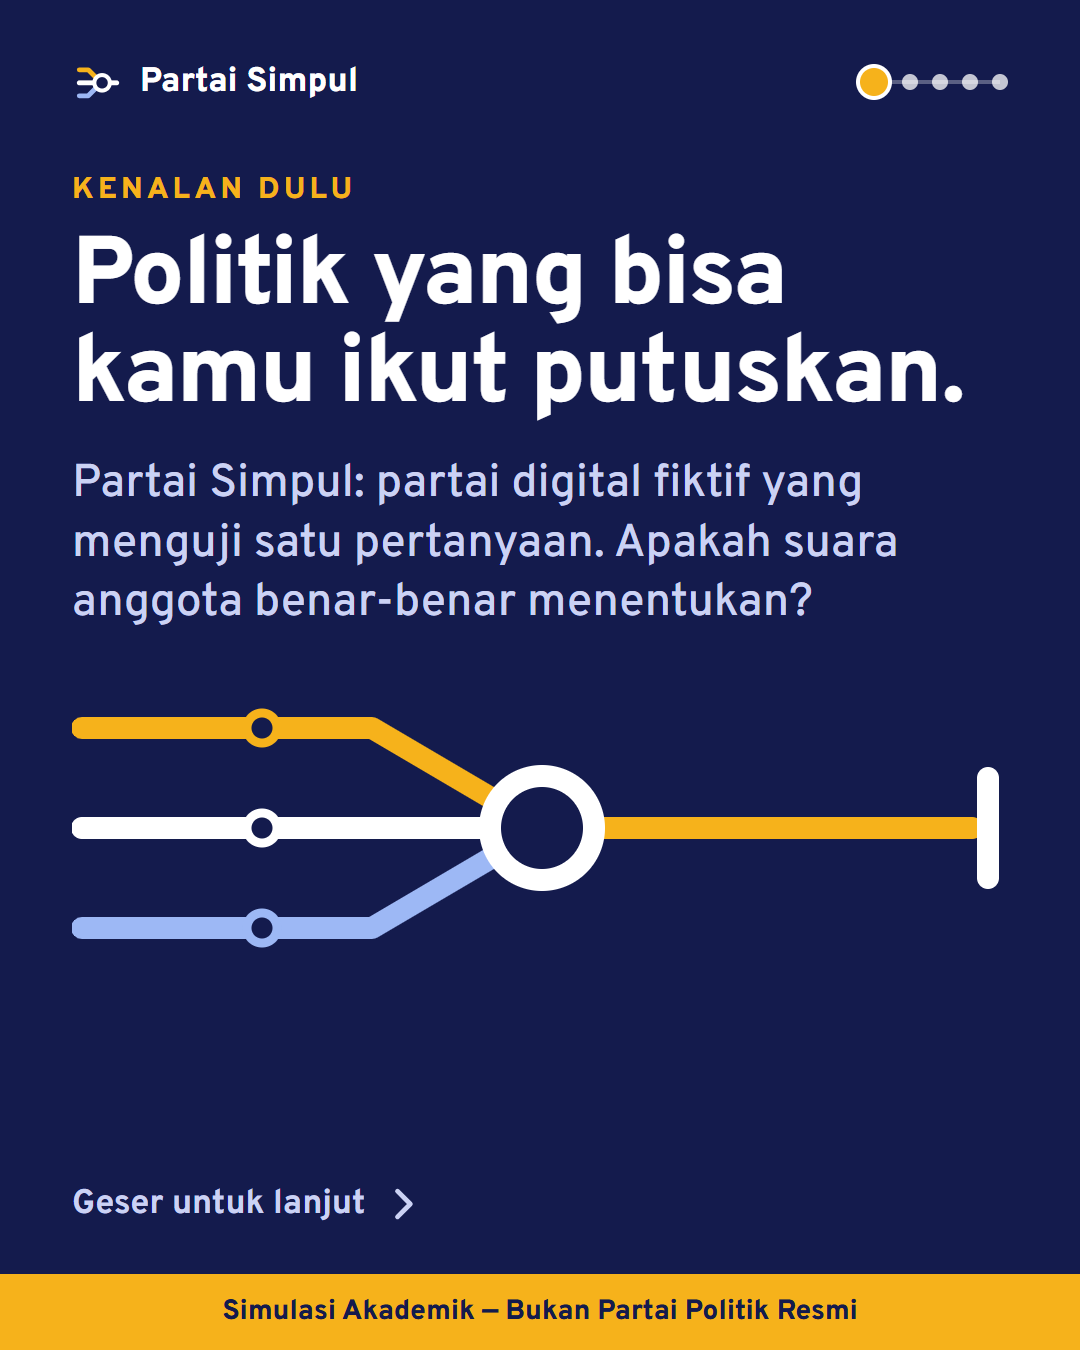 Partai Simpul
KENALAN DULU
Politik yang bisa
kamu ikut putuskan.
Partai Simpul: partai digital fiktif yang
menguji satu pertanyaan. Apakah suara
anggota benar-benar menentukan?
Geser untuk lanjut
Simulasi Akademik — Bukan Partai Politik Resmi